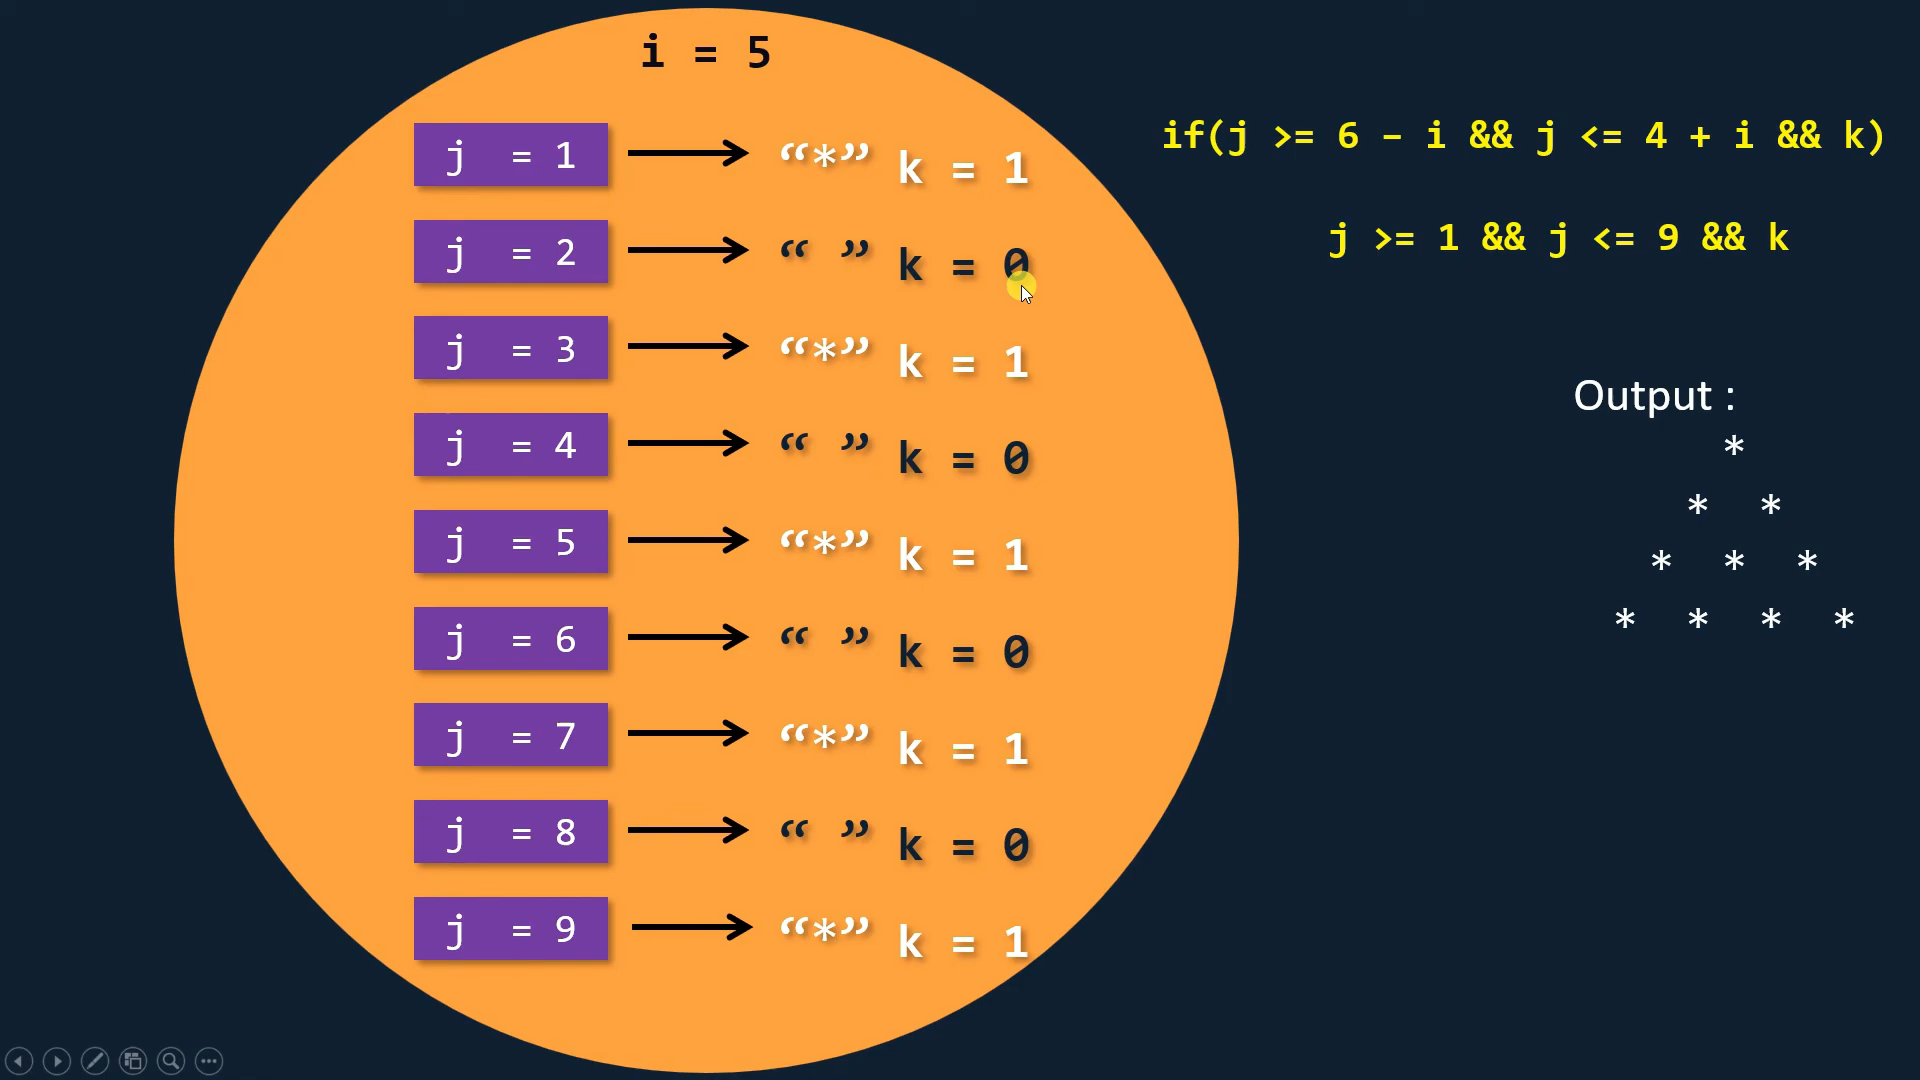 i = 5
j = 1 “*” k = 1
j = 2 “ ” k = 0
j = 3 “*” k = 1
j = 4 “ ” k = 0
j = 5 “*” k = 1
j = 6 “ ” k = 0
j = 7 “*” k = 1
j = 8 “ ” k = 0
j = 9 “*” k = 1
if(j >= 6 – i && j <= 4 + i && k)
j >= 1 && j <= 9 && k
Output :
*
* *
* * *
* * * *